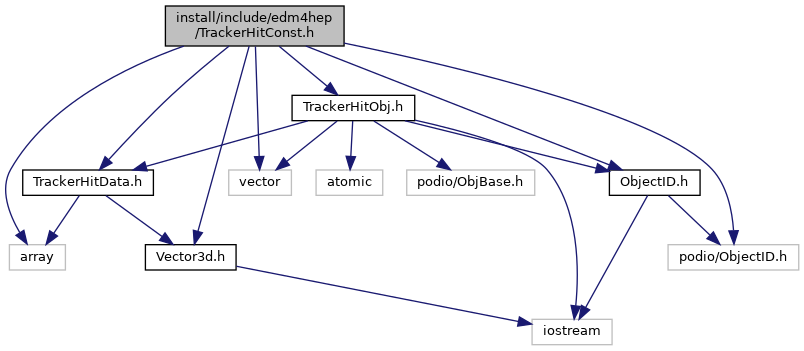 install/include/edm4hep
/TrackerHitConst.h
TrackerHitObj.h
TrackerHitData.h
vector
atomic
podio/ObjBase.h
ObjectID.h
array
Vector3d.h
podio/ObjectID.h
iostream